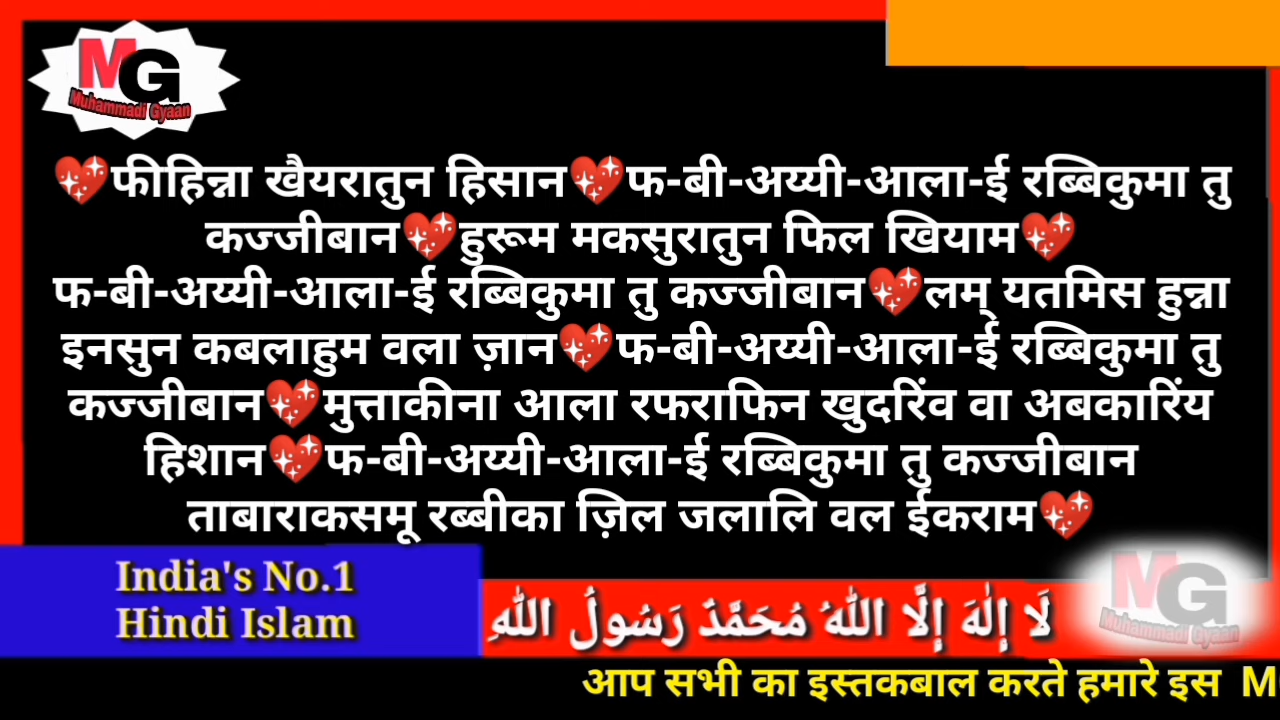 MG
Muhammadi Gyaan
💖फीहिन्ना खैयरातुन हिसान💖फ-बी-अय्यी-आला-ई रब्बिकुमा तु
कज्जीबान💖हुरूम मकसुरातुन फिल खियाम💖
फ-बी-अय्यी-आला-ई रब्बिकुमा तु कज्जीबान💖लम् यतमिस हुन्ना
इनसुन कबलाहुम वला ज़ान💖फ-बी-अय्यी-आला-ई रब्बिकुमा तु
कज्जीबान💖मुत्ताकीना आला रफराफिन खुदरिंव वा अबकारिंय
हिशान💖फ-बी-अय्यी-आला-ई रब्बिकुमा तु कज्जीबान
ताबाराकसमू रब्बीका ज़िल जलालि वल ईकराम💖
India's No.1
Hindi Islam
لَا إِلٰهَ إِلَّا اللهُ مُحَمَّدٌ رَسُولُ اللهِ
MG
Muhammadi Gyaan
आप सभी का इस्तकबाल करते हमारे इस M